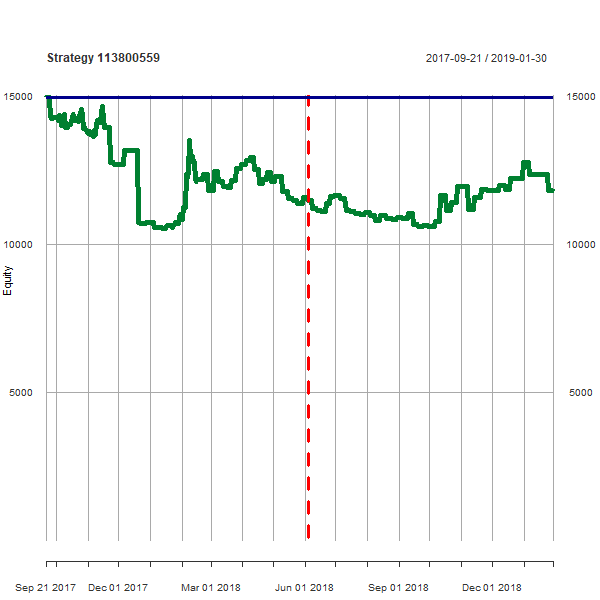 Strategy 113800559
2017-09-21 / 2019-01-30
15000 15000
10000 10000
5000 5000
Equity
Sep 21 2017 Dec 01 2017 Mar 01 2018 Jun 01 2018 Sep 01 2018 Dec 01 2018